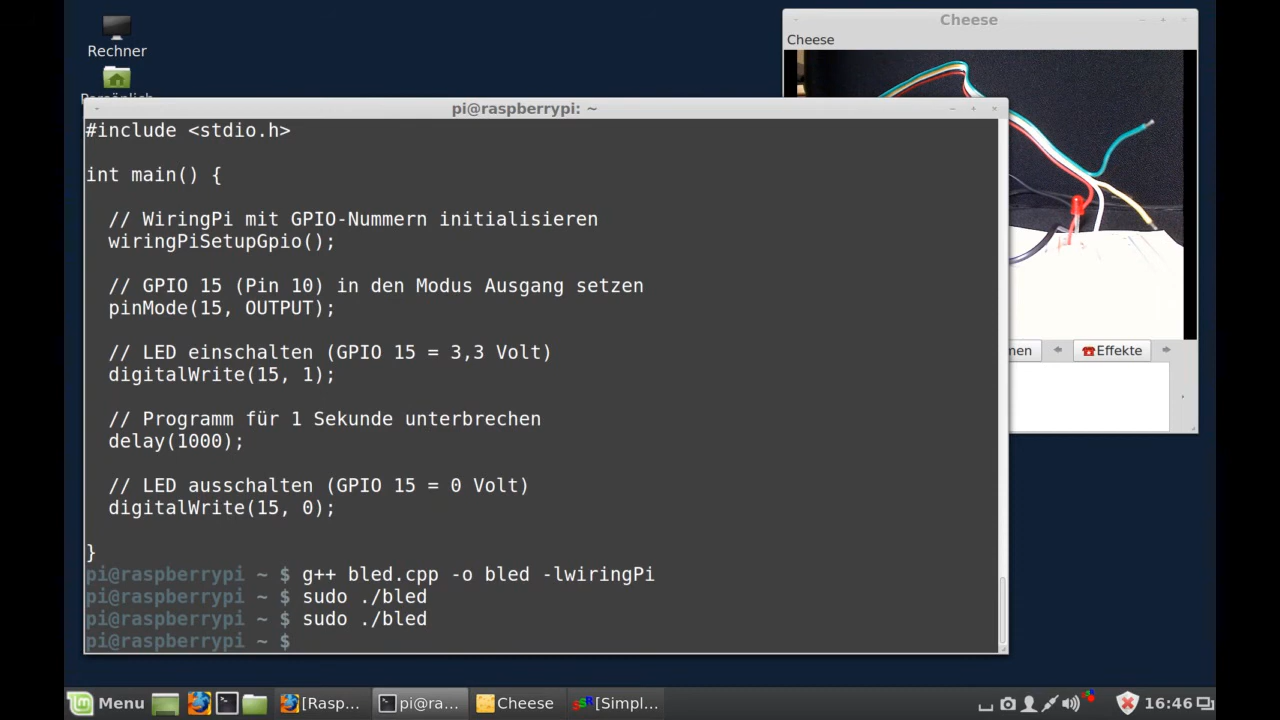 Rechner
Persönlich
Cheese
Cheese
pi@raspberrypi: ~
#include <stdio.h>
int main() {
// WiringPi mit GPIO-Nummern initialisieren
wiringPiSetupGpio();
// GPIO 15 (Pin 10) in den Modus Ausgang setzen
pinMode(15, OUTPUT);
// LED einschalten (GPIO 15 = 3,3 Volt)
digitalWrite(15, 1);
// Programm für 1 Sekunde unterbrechen
delay(1000);
// LED ausschalten (GPIO 15 = 0 Volt)
digitalWrite(15, 0);
}
pi@raspberrypi ~ $ g++ bled.cpp -o bled -lwiringPi
pi@raspberrypi ~ $ sudo ./bled
pi@raspberrypi ~ $ sudo ./bled
pi@raspberrypi ~ $
men Effekte
Menu [Rasp... pi@ra... Cheese [Simpl... 16:46